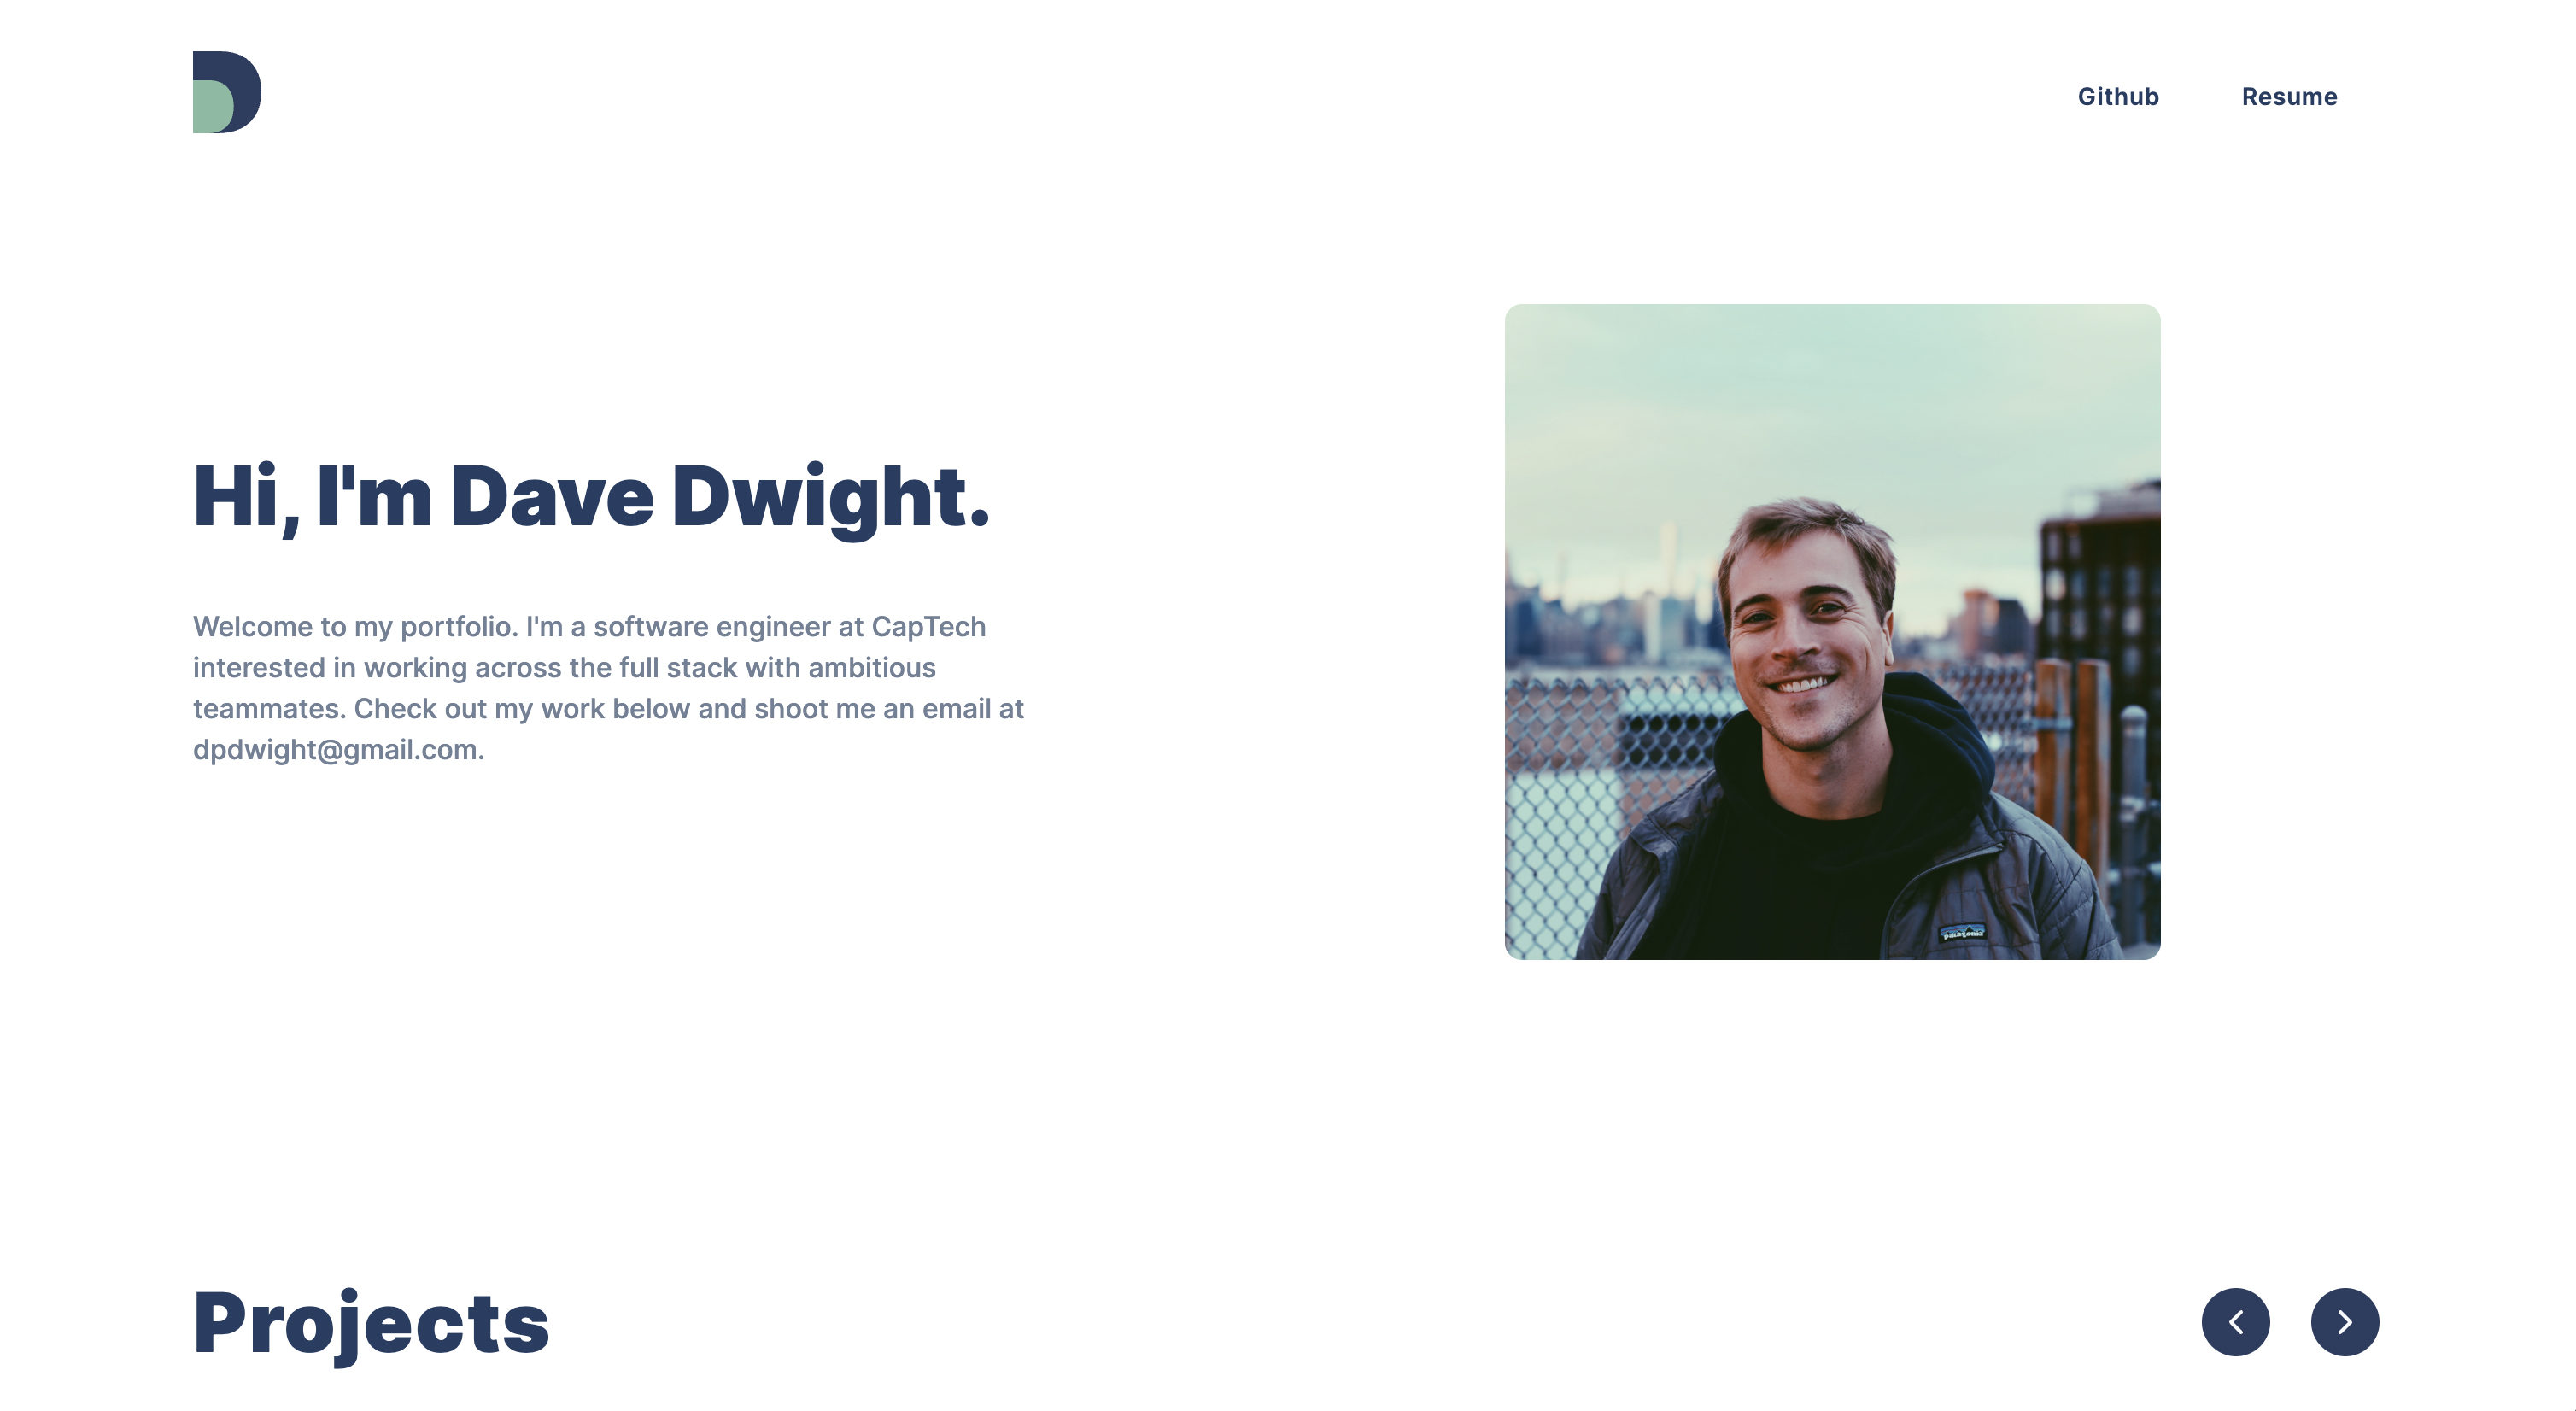 Github Resume
Hi, I'm Dave Dwight.
Welcome to my portfolio. I'm a software engineer at CapTech
interested in working across the full stack with ambitious
teammates. Check out my work below and shoot me an email at
dpdwight@gmail.com.
Projects